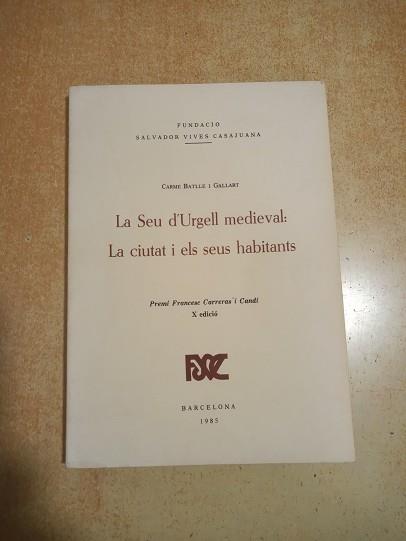 FUNDACIO
SALVADOR VIVES CASAJUANA
CARME BATLLE I GALLART
La Seu d'Urgell medieval:
La ciutat i els seus habitants
Premi Francesc Carreras i Candi
X edició
FSVC
BARCELONA
1985